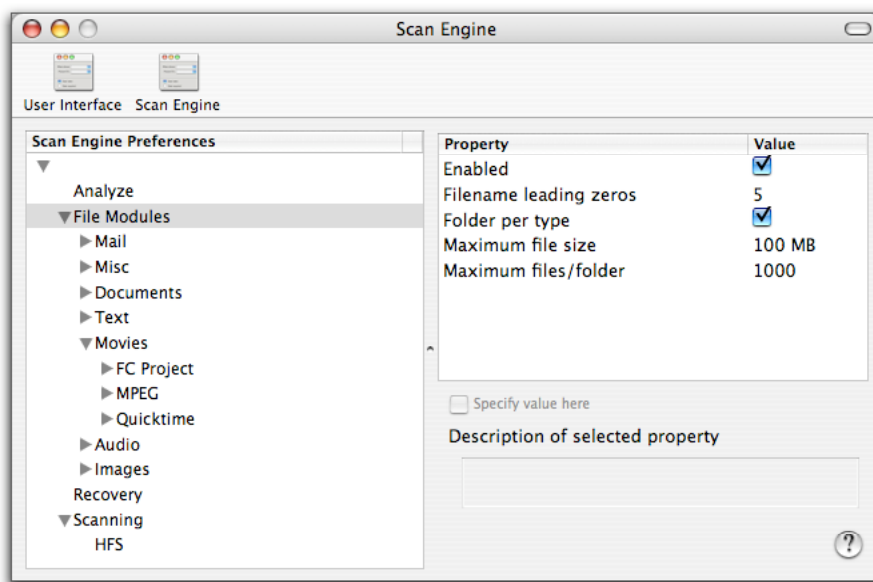 Scan Engine
User Interface Scan Engine
Scan Engine Preferences
Analyze
File Modules
Mail
Misc
Documents
Text
Movies
FC Project
MPEG
Quicktime
Audio
Images
Recovery
Scanning
HFS
Property Value
Enabled
Filename leading zeros 5
Folder per type
Maximum file size 100 MB
Maximum files/folder 1000
Specify value here
Description of selected property
?